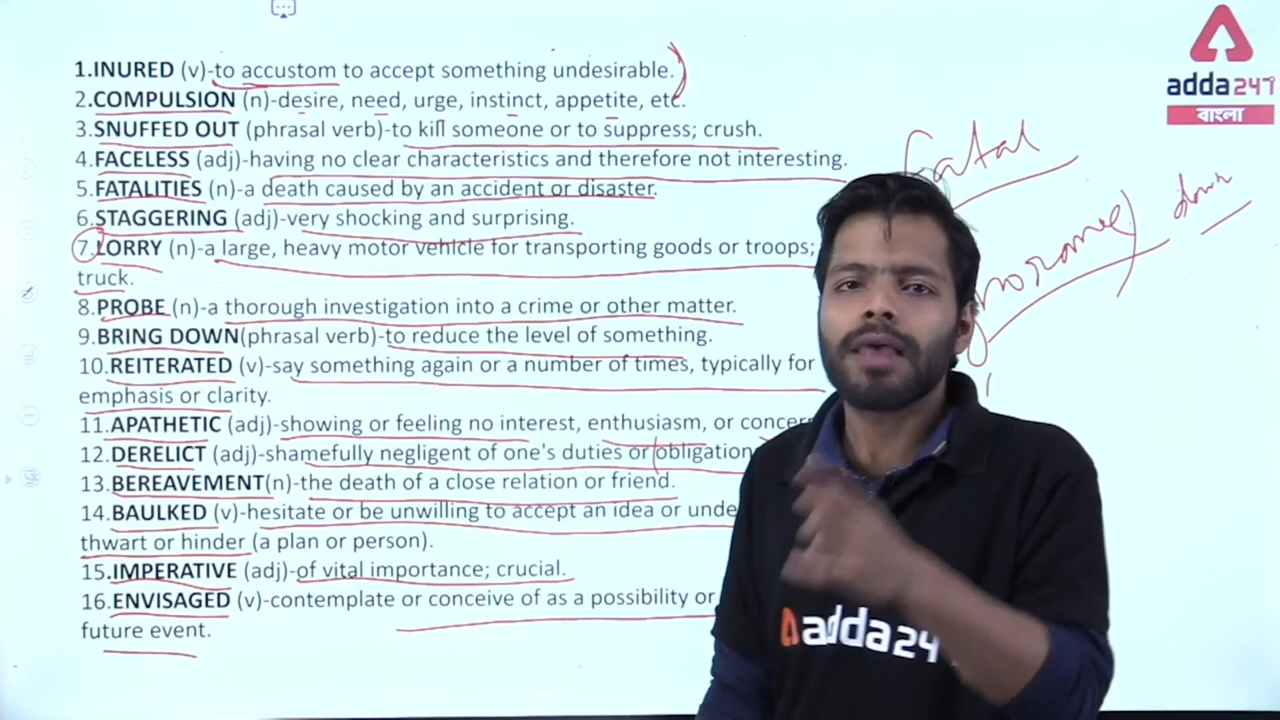 1.INURED (v)-to accustom to accept something undesirable.
2.COMPULSION (n)-desire, need, urge, instinct, appetite, etc.
3.SNUFFED OUT (phrasal verb)-to kill someone or to suppress; crush.
4.FACELESS (adj)-having no clear characteristics and therefore not interesting.
5.FATALITIES (n)-a death caused by an accident or disaster.
6.STAGGERING (adj)-very shocking and surprising.
7.LORRY (n)-a large, heavy motor vehicle for transporting goods or troops;
truck.
8.PROBE (n)-a thorough investigation into a crime or other matter.
9.BRING DOWN(phrasal verb)-to reduce the level of something.
10.REITERATED (v)-say something again or a number of times, typically for
emphasis or clarity.
11.APATHETIC (adj)-showing or feeling no interest, enthusiasm, or concer
12.DERELICT (adj)-shamefully negligent of one's duties or obligation
13.BEREAVEMENT(n)-the death of a close relation or friend.
14.BAULKED (v)-hesitate or be unwilling to accept an idea or unde
thwart or hinder (a plan or person).
15.IMPERATIVE (adj)-of vital importance; crucial.
16.ENVISAGED (v)-contemplate or conceive of as a possibility or
future event.
fatal
down
adda247
বাংলা
adda24